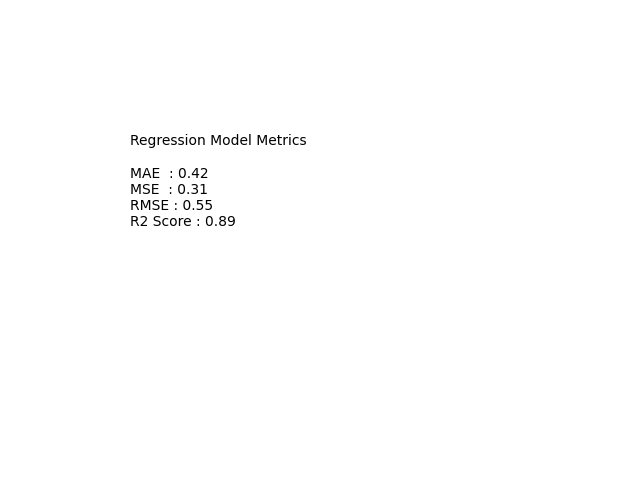 Regression Model Metrics

MAE  : 0.42
MSE  : 0.31
RMSE : 0.55
R2 Score : 0.89